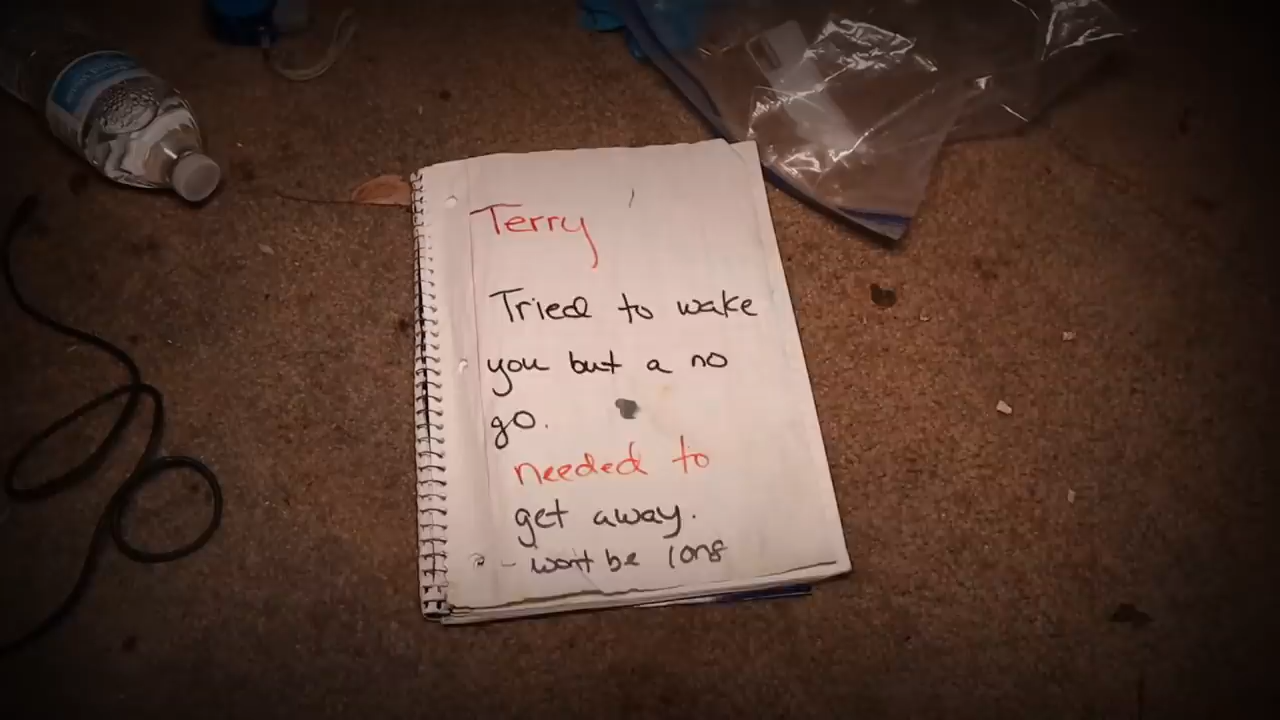 Terry
Tried to wake
you but a no
go.
needed to
get away.
- won't be long